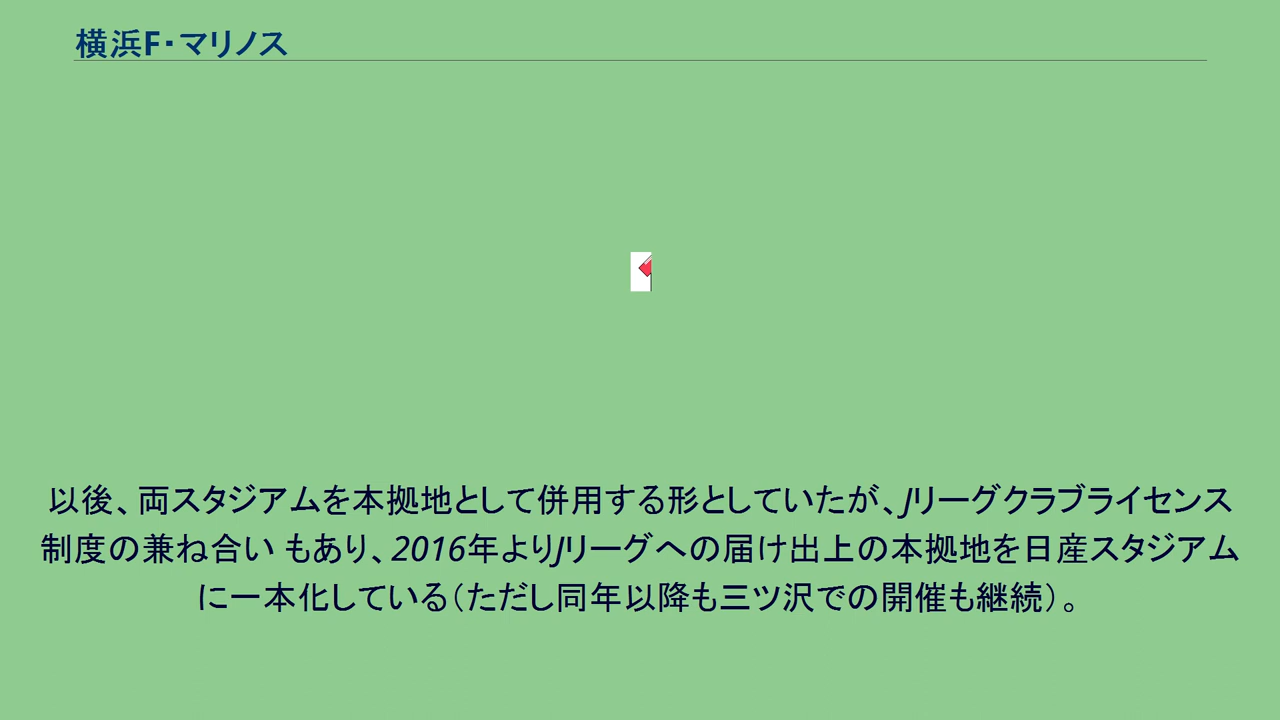 横浜F・マリノス
以後、両スタジアムを本拠地として併用する形としていたが、Jリーグクラブライセンス
制度の兼ね合い もあり、2016年よりJリーグへの届け出上の本拠地を日産スタジアム
に一本化している（ただし同年以降も三ツ沢での開催も継続）。